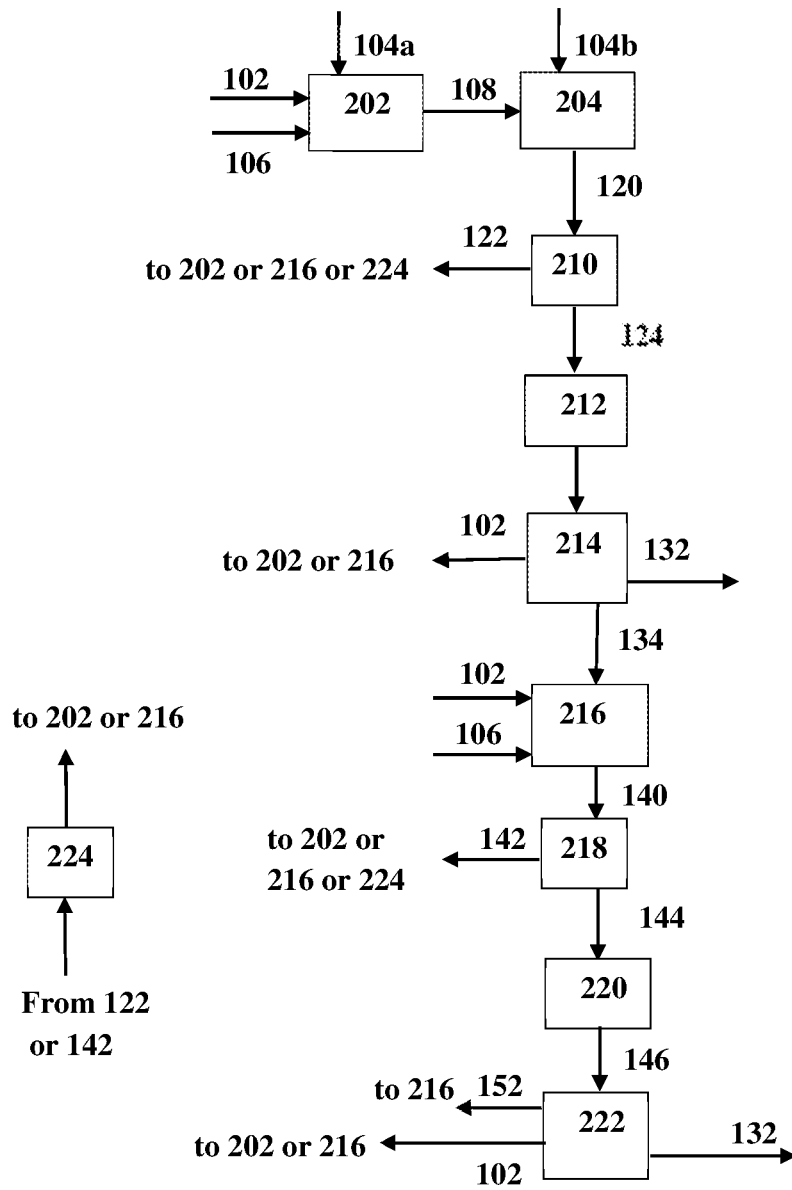 104a
104b
102
202
108
204
106
120
122
210
to 202 or 216 or 224
124
212
102
214
132
to 202 or 216
134
102
216
to 202 or 216
106
140
224
to 202 or
142
218
216 or 224
144
220
From 122
or 142
146
to 216
152
222
132
to 202 or 216
102